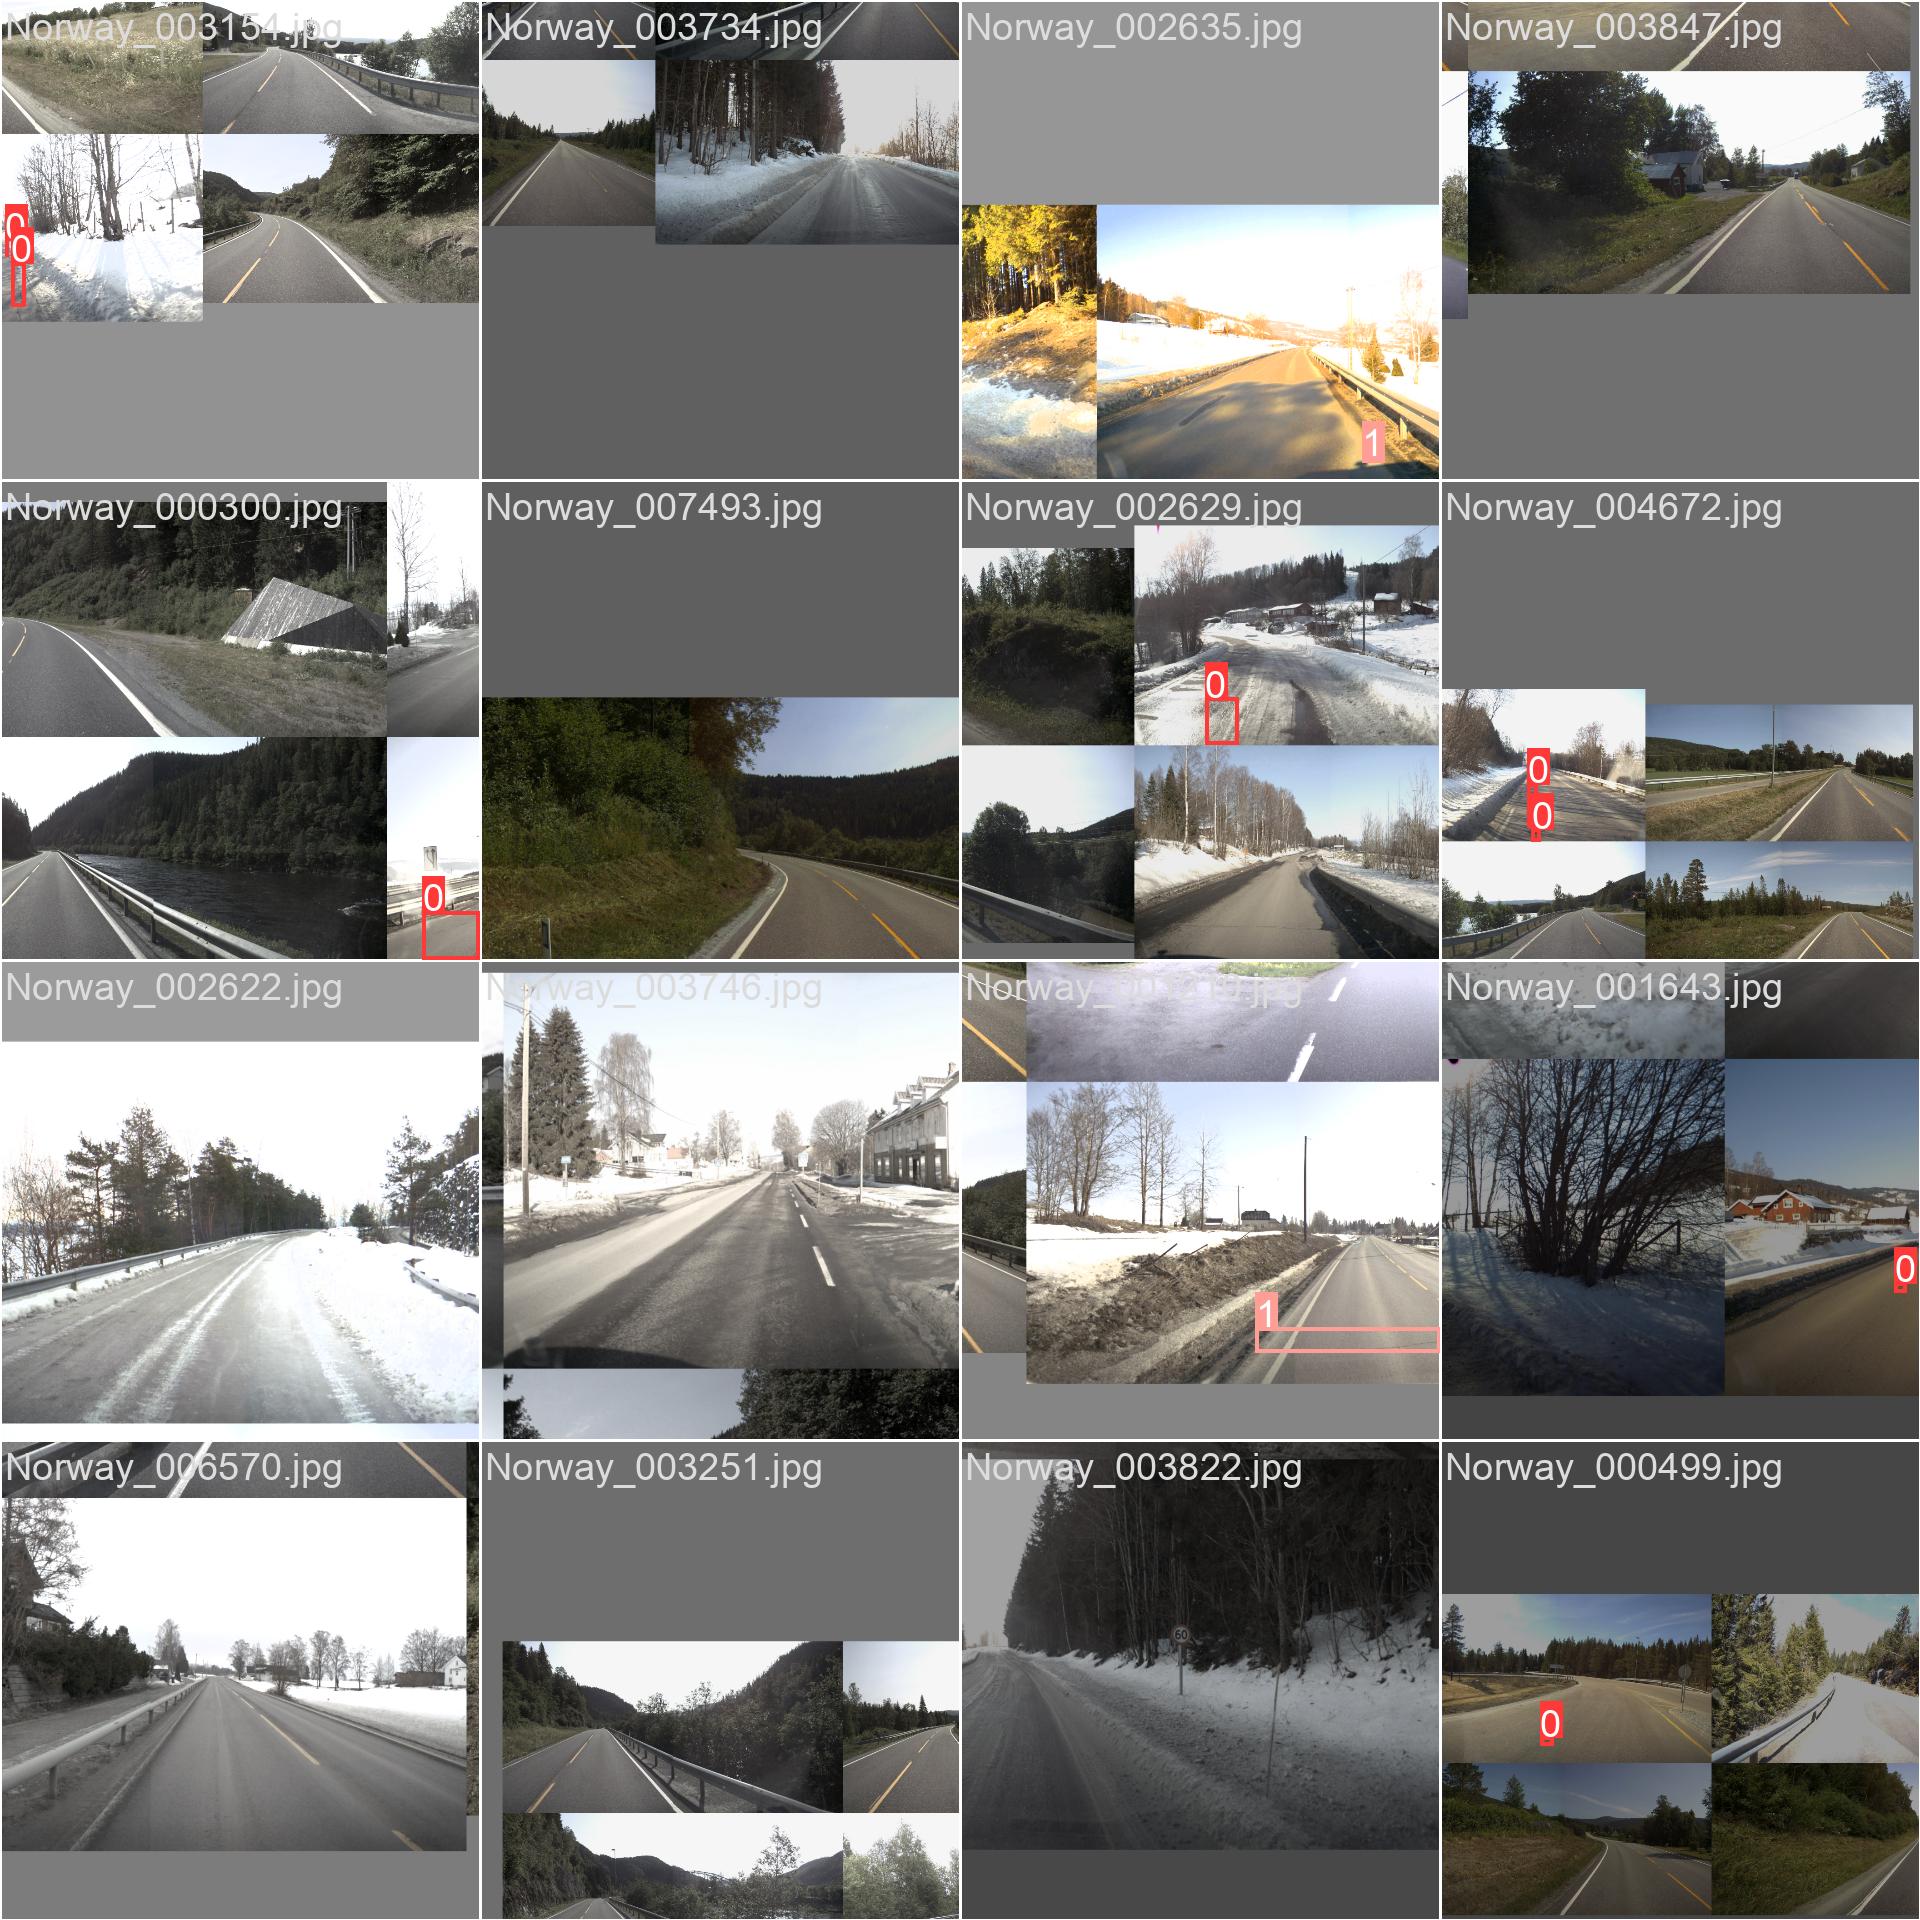 Norway_003154.jpg
Norway_003734.jpg
Norway_002635.jpg
Norway_003847.jpg
0
0
1
Norway_000300.jpg
Norway_007493.jpg
Norway_002629.jpg
Norway_004672.jpg
0
0
0
0
Norway_002622.jpg
Norway_003746.jpg
Norway_001643.jpg
0
1
Norway_006570.jpg
Norway_003251.jpg
Norway_003822.jpg
Norway_000499.jpg
60
0